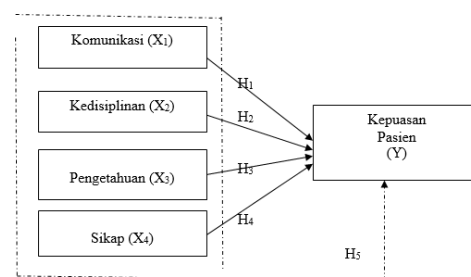 Komunikasi (X1)
H1
Kedisiplinan (X2)
H2
Kepuasan
Pasien
(Y)
Pengetahuan (X3)
H3
Sikap (X4)
H4
H5